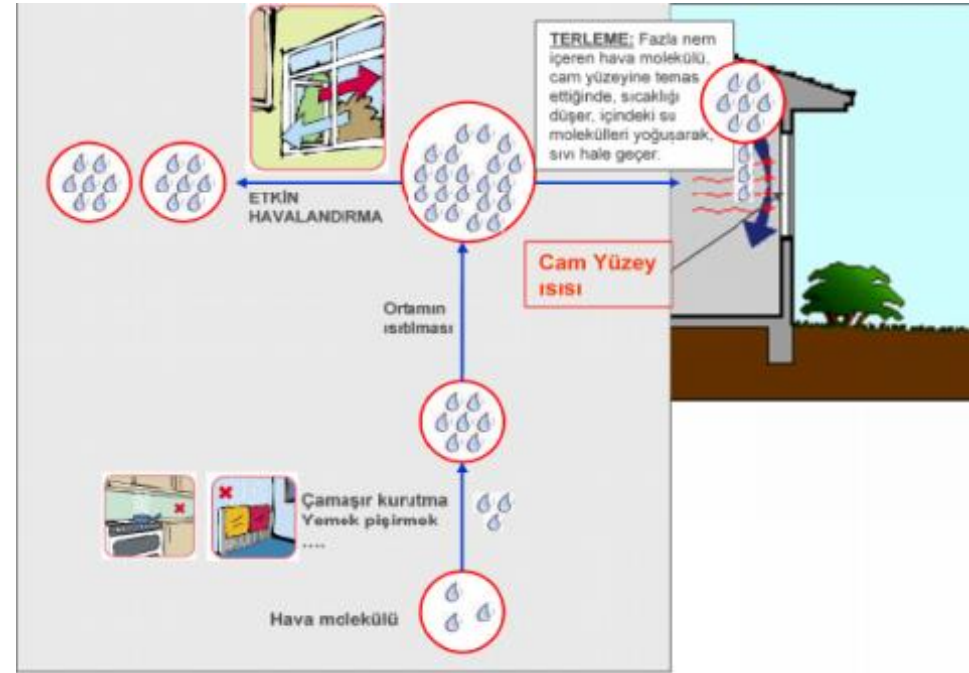 TERLEME: Fazla nem
içeren hava molekülü,
cam yüzeyine temas
ettiğinde, sıcaklığı
düşer, içindeki su
molekülleri yoğuşarak,
sıvı hale geçer.
ETKİN
HAVALANDIRMA
Cam Yüzey
ısısı
Ortamın
ısıtılması
Çamaşır kurutma
Yemek pişirmek
....
Hava molekülü